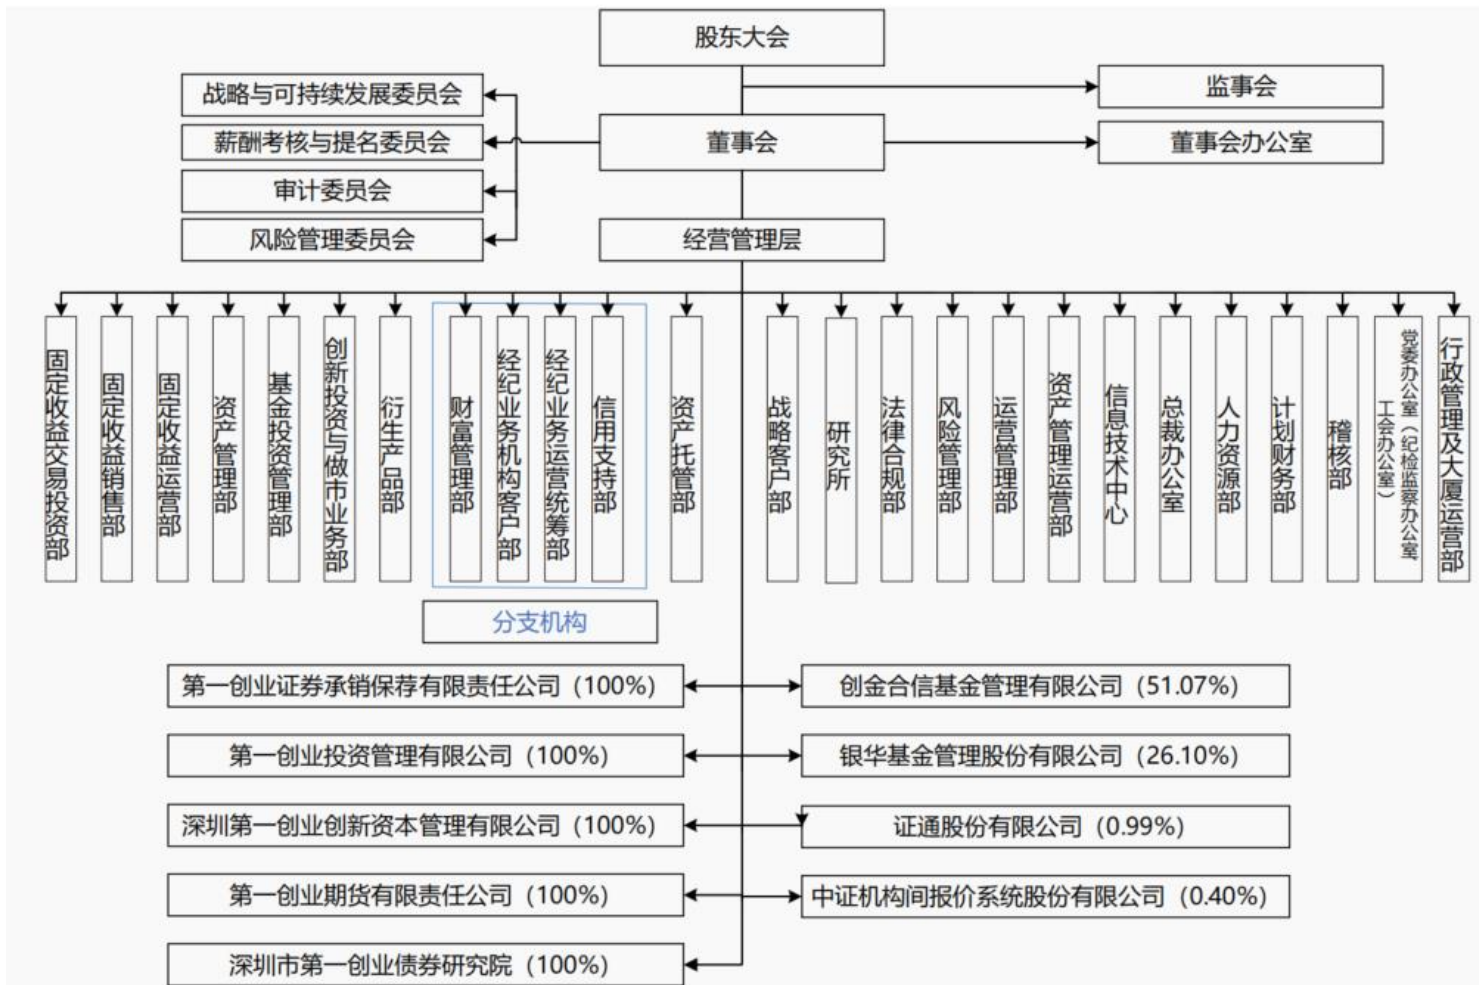 股东大会
战略与可持续发展委员会
监事会
薪酬考核与提名委员会
董事会
董事会办公室
审计委员会
风险管理委员会
经营管理层
固定收益交易投资部
固定收益销售部
固定收益运营部
资产管理部
基金投资管理部
创新投资与做市业务部
衍生产品部
财富管理部
经纪业务机构客户部
经纪业务运营统筹部
信用支持部
资产托管部
战略客户部
研究所
法律合规部
风险管理部
运营管理部
资产管理运营部
信息技术中心
总裁办公室
人力资源部
计划财务部
稽核部
党委办公室（纪检监察办公室、
工会办公室）
行政管理及大厦运营部
分支机构
第一创业证券承销保荐有限责任公司（100%）
创金合信基金管理有限公司（51.07%）
第一创业投资管理有限公司（100%）
银华基金管理股份有限公司（26.10%）
深圳第一创业创新资本管理有限公司（100%）
证通股份有限公司（0.99%）
第一创业期货有限责任公司（100%）
中证机构间报价系统股份有限公司（0.40%）
深圳市第一创业债券研究院（100%）